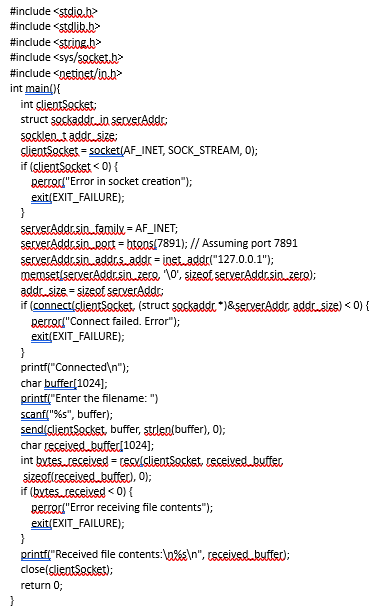 #include <stdio.h>
#include <stdlib.h>
#include <string.h>
#include <sys/socket.h>
#include <netinet/in.h>
int main(){
int clientSocket;
struct sockaddr_in serverAddr;
socklen_t addr_size;
clientSocket = socket(AF_INET, SOCK_STREAM, 0);
if (clientSocket < 0) {
perror("Error in socket creation");
exit(EXIT_FAILURE);
}
serverAddr.sin_family = AF_INET;
serverAddr.sin_port = htons(7891); // Assuming port 7891
serverAddr.sin_addr.s_addr = inet_addr("127.0.0.1");
memset(serverAddr.sin_zero, '\0', sizeof serverAddr.sin_zero);
addr_size = sizeof serverAddr;
if (connect(clientSocket, (struct sockaddr *)&serverAddr, addr_size) < 0) {
perror("Connect failed. Error");
exit(EXIT_FAILURE);
}
printf("Connected\n");
char buffer[1024];
printf("Enter the filename: ")
scanf("%s", buffer);
send(clientSocket, buffer, strlen(buffer), 0);
char received_buffer[1024];
int bytes_received = recv(clientSocket, received_buffer,
sizeof(received_buffer), 0);
if (bytes_received < 0) {
perror("Error receiving file contents");
exit(EXIT_FAILURE);
}
printf("Received file contents:\n%s\n", received_buffer);
close(clientSocket);
return 0;
}